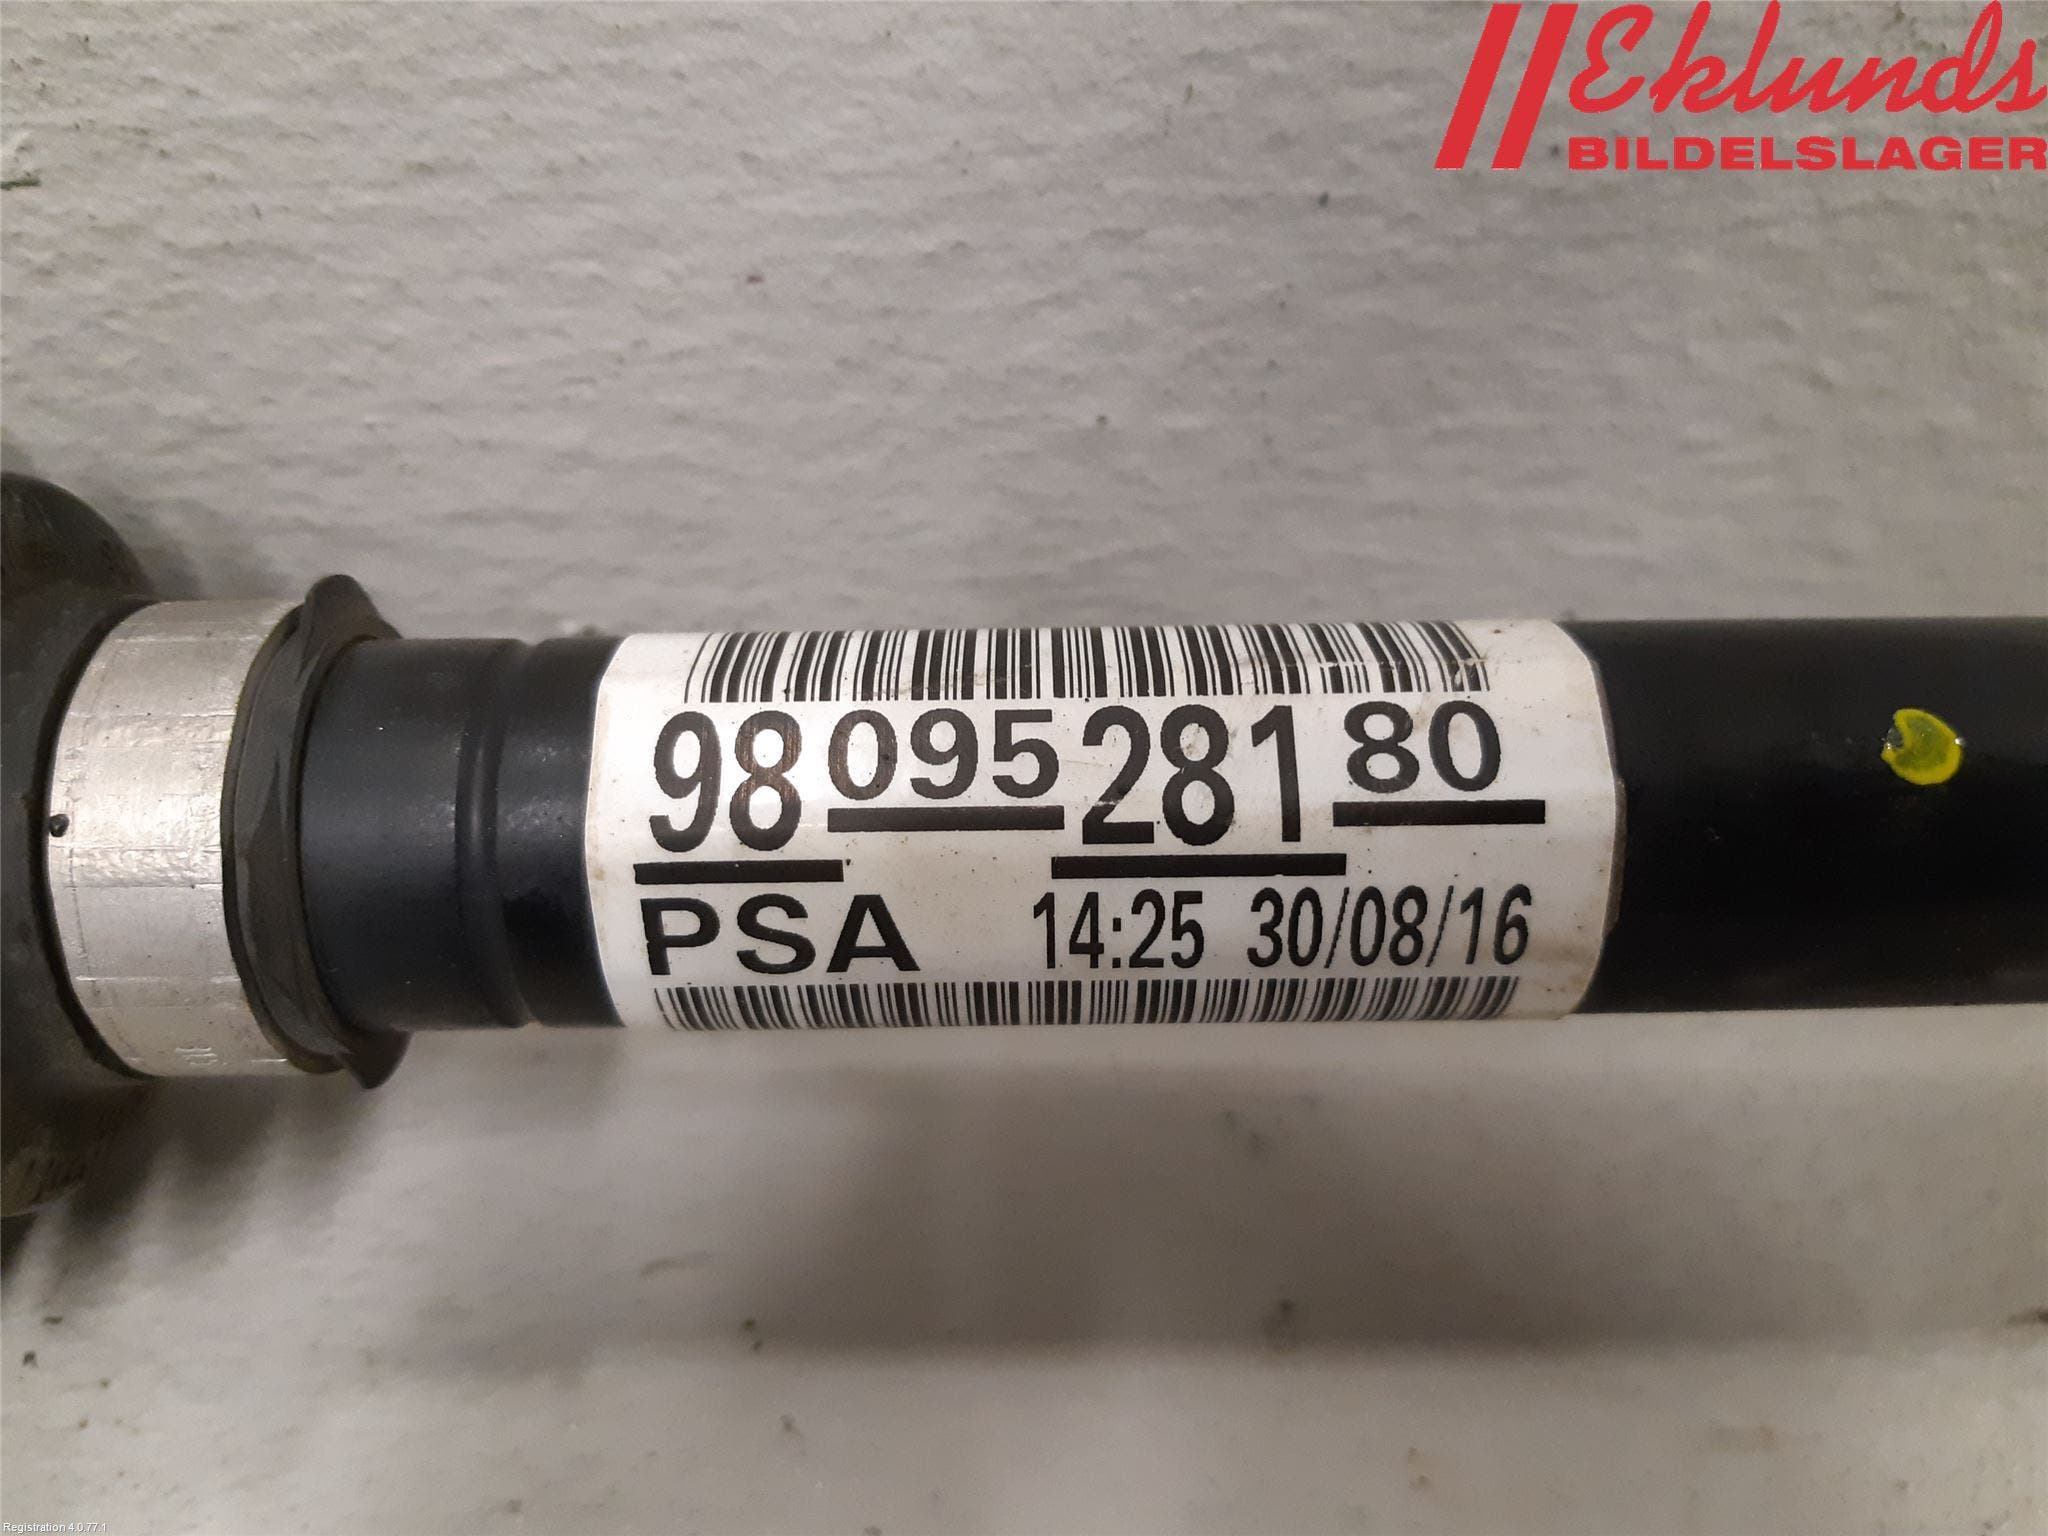 Eklunds
BILDELSLAGER
98 095 281 80
PSA 14:25 30/08/16
Registration 4.0.77.1